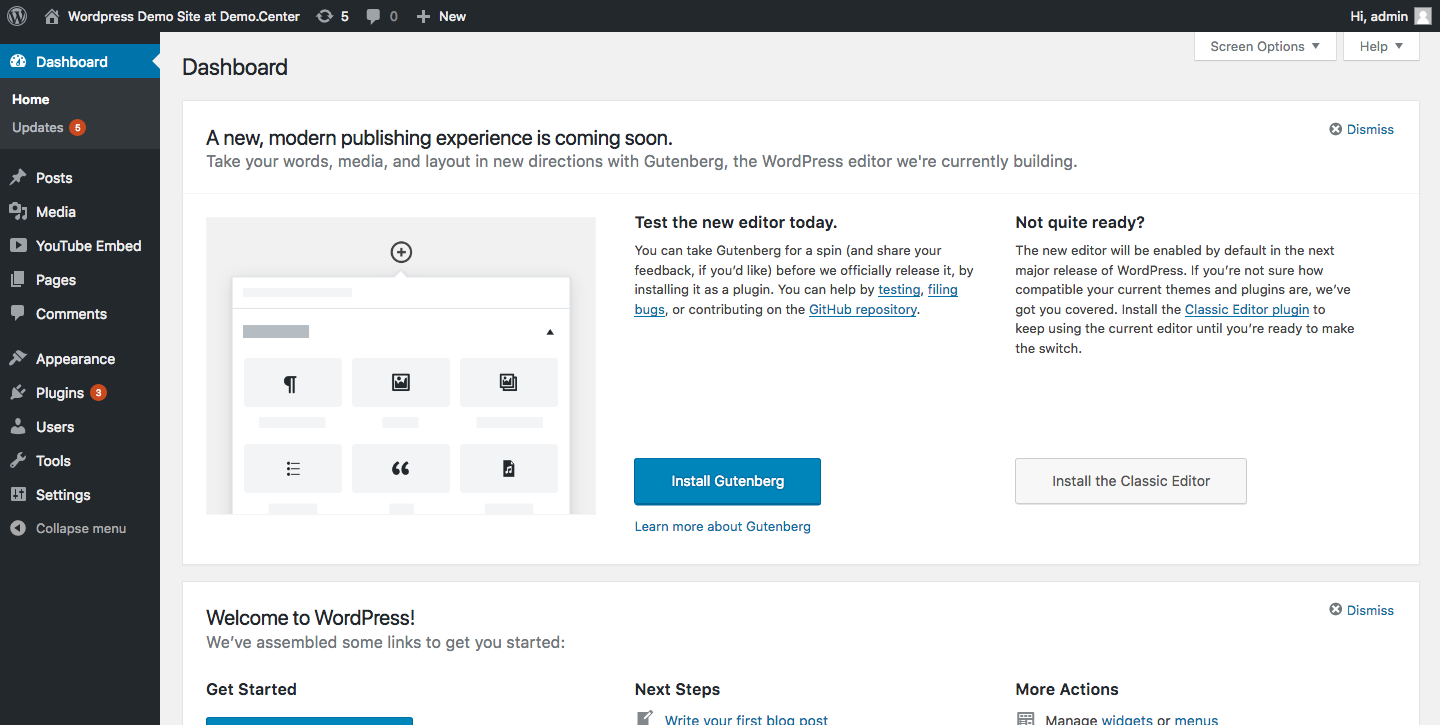 Wordpress Demo Site at Demo.Center 5 0 New Hi, admin
Screen Options Help
Dashboard
Home
Updates 5
Posts
Media
YouTube Embed
Pages
Comments
Appearance
Plugins 3
Users
Tools
Settings
Collapse menu
Dashboard
A new, modern publishing experience is coming soon.
Take your words, media, and layout in new directions with Gutenberg, the WordPress editor we're currently building.
Dismiss
Test the new editor today.
You can take Gutenberg for a spin (and share your
feedback, if you’d like) before we officially release it, by
installing it as a plugin. You can help by testing, filing
bugs, or contributing on the GitHub repository.
Install Gutenberg
Learn more about Gutenberg
Not quite ready?
The new editor will be enabled by default in the next
major release of WordPress. If you’re not sure how
compatible your current themes and plugins are, we’ve
got you covered. Install the Classic Editor plugin to
keep using the current editor until you’re ready to make
the switch.
Install the Classic Editor
Welcome to WordPress!
We’ve assembled some links to get you started:
Dismiss
Get Started
Next Steps
Write your first blog post
More Actions
Manage widgets or menus